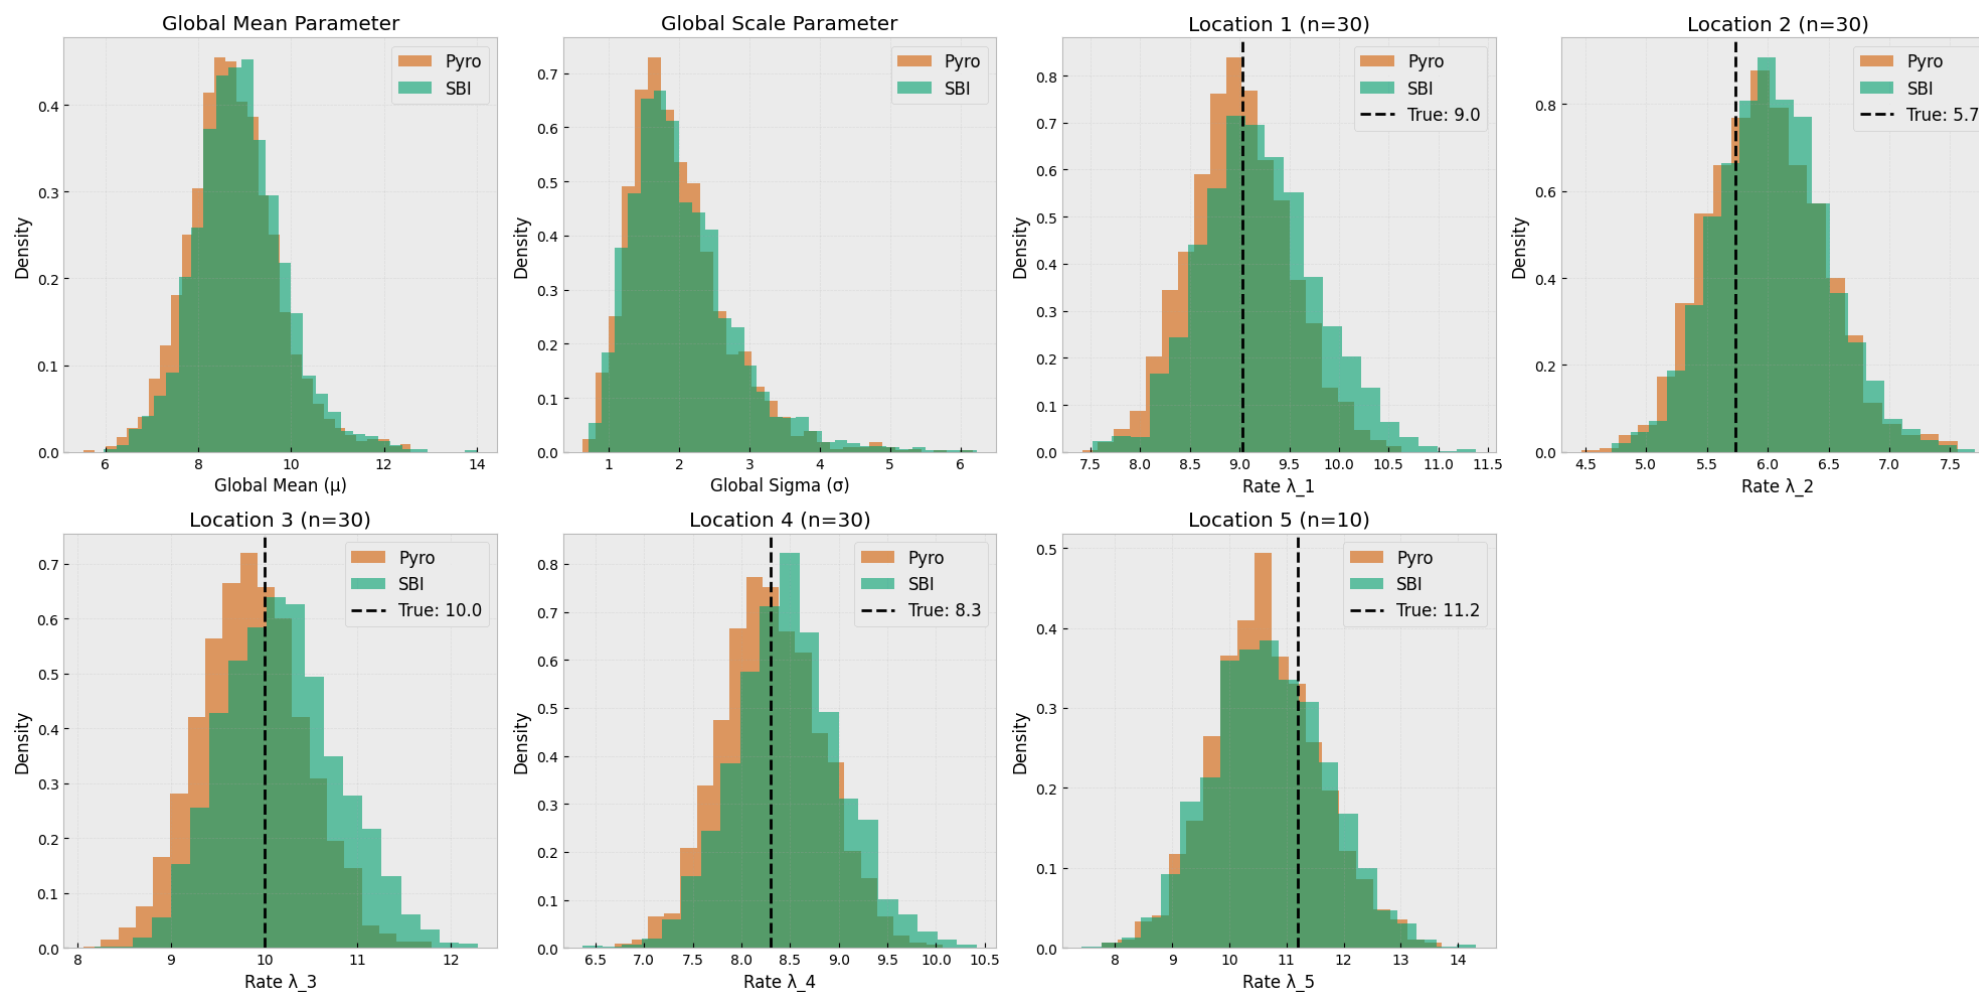 Global Mean Parameter
Density
0.4
0.3
0.2
0.1
0.0
Pyro
SBI
6 8 10 12 14
Global Mean (μ)
Global Scale Parameter
Density
0.7
0.6
0.5
0.4
0.3
0.2
0.1
0.0
Pyro
SBI
1 2 3 4 5 6
Global Sigma (σ)
Location 1 (n=30)
Density
0.8
0.7
0.6
0.5
0.4
0.3
0.2
0.1
0.0
Pyro
SBI
True: 9.0
7.5 8.0 8.5 9.0 9.5 10.0 10.5 11.0 11.5
Rate λ_1
Location 2 (n=30)
Density
0.8
0.6
0.4
0.2
0.0
Pyro
SBI
True: 5.7
4.5 5.0 5.5 6.0 6.5 7.0 7.5
Rate λ_2
Location 3 (n=30)
Density
0.7
0.6
0.5
0.4
0.3
0.2
0.1
0.0
Pyro
SBI
True: 10.0
8 9 10 11 12
Rate λ_3
Location 4 (n=30)
Density
0.8
0.7
0.6
0.5
0.4
0.3
0.2
0.1
0.0
Pyro
SBI
True: 8.3
6.5 7.0 7.5 8.0 8.5 9.0 9.5 10.0 10.5
Rate λ_4
Location 5 (n=10)
Density
0.5
0.4
0.3
0.2
0.1
0.0
Pyro
SBI
True: 11.2
8 9 10 11 12 13 14
Rate λ_5